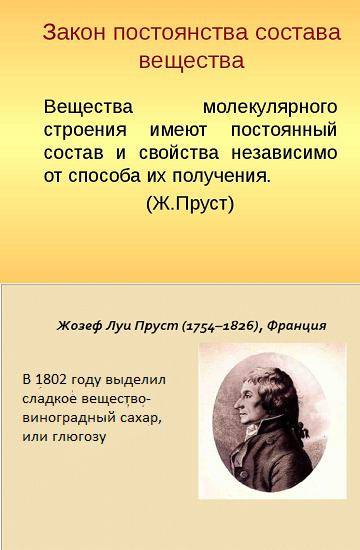 Закон постоянства состава
вещества
Вещества молекулярного
строения имеют постоянный
состав и свойства независимо
от способа их получения.
(Ж.Пруст)
Жозеф Луи Пруст (1754–1826), Франция
В 1802 году выделил
сладкое вещество-
виноградный сахар,
или глюгозу